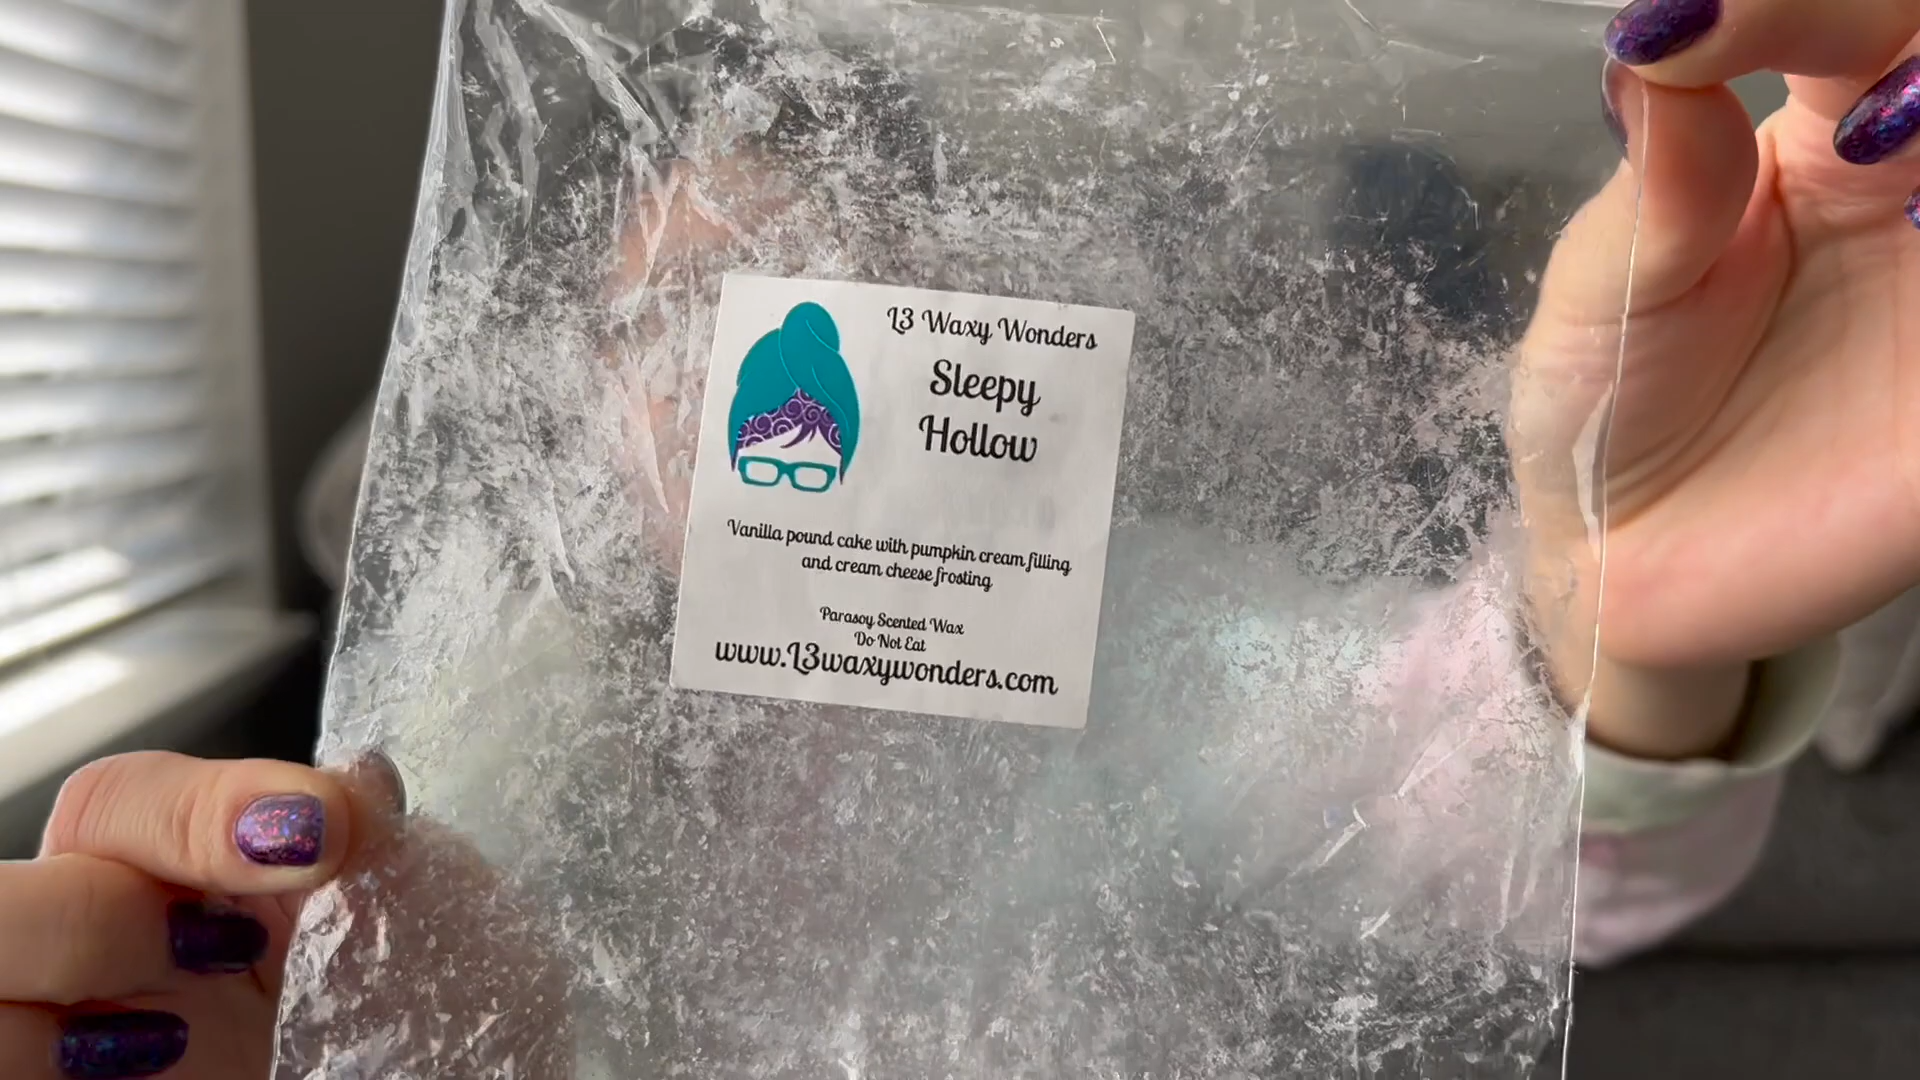 L3 Waxy Wonders
Sleepy
Hollow
Vanilla pound cake with pumpkin cream filling
and cream cheese frosting
Parasoy Scented Wax
Do Not Eat
www.L3waxywonders.com